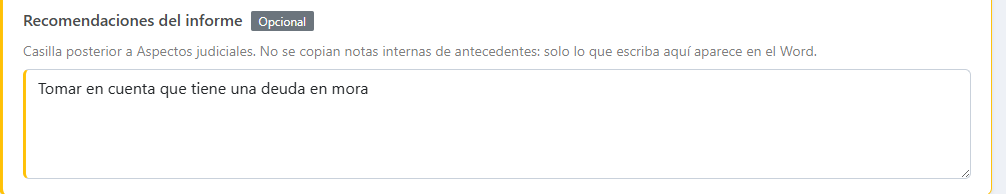 Recomendaciones del informe Opcional
Casilla posterior a Aspectos judiciales. No se copian notas internas de antecedentes: solo lo que escriba aquí aparece en el Word.
Tomar en cuenta que tiene una deuda en mora